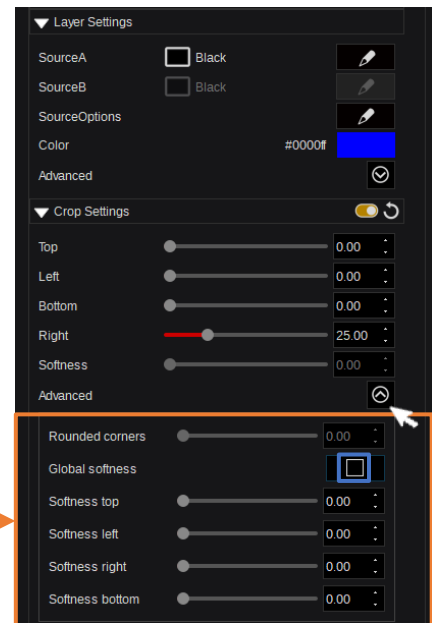 Layer Settings
SourceA Black
SourceB Black
SourceOptions
Color #0000ff
Advanced
Crop Settings
Top 0.00
Left 0.00
Bottom 0.00
Right 25.00
Softness 0.00
Advanced
Rounded corners 0.00
Global softness
Softness top 0.00
Softness left 0.00
Softness right 0.00
Softness bottom 0.00